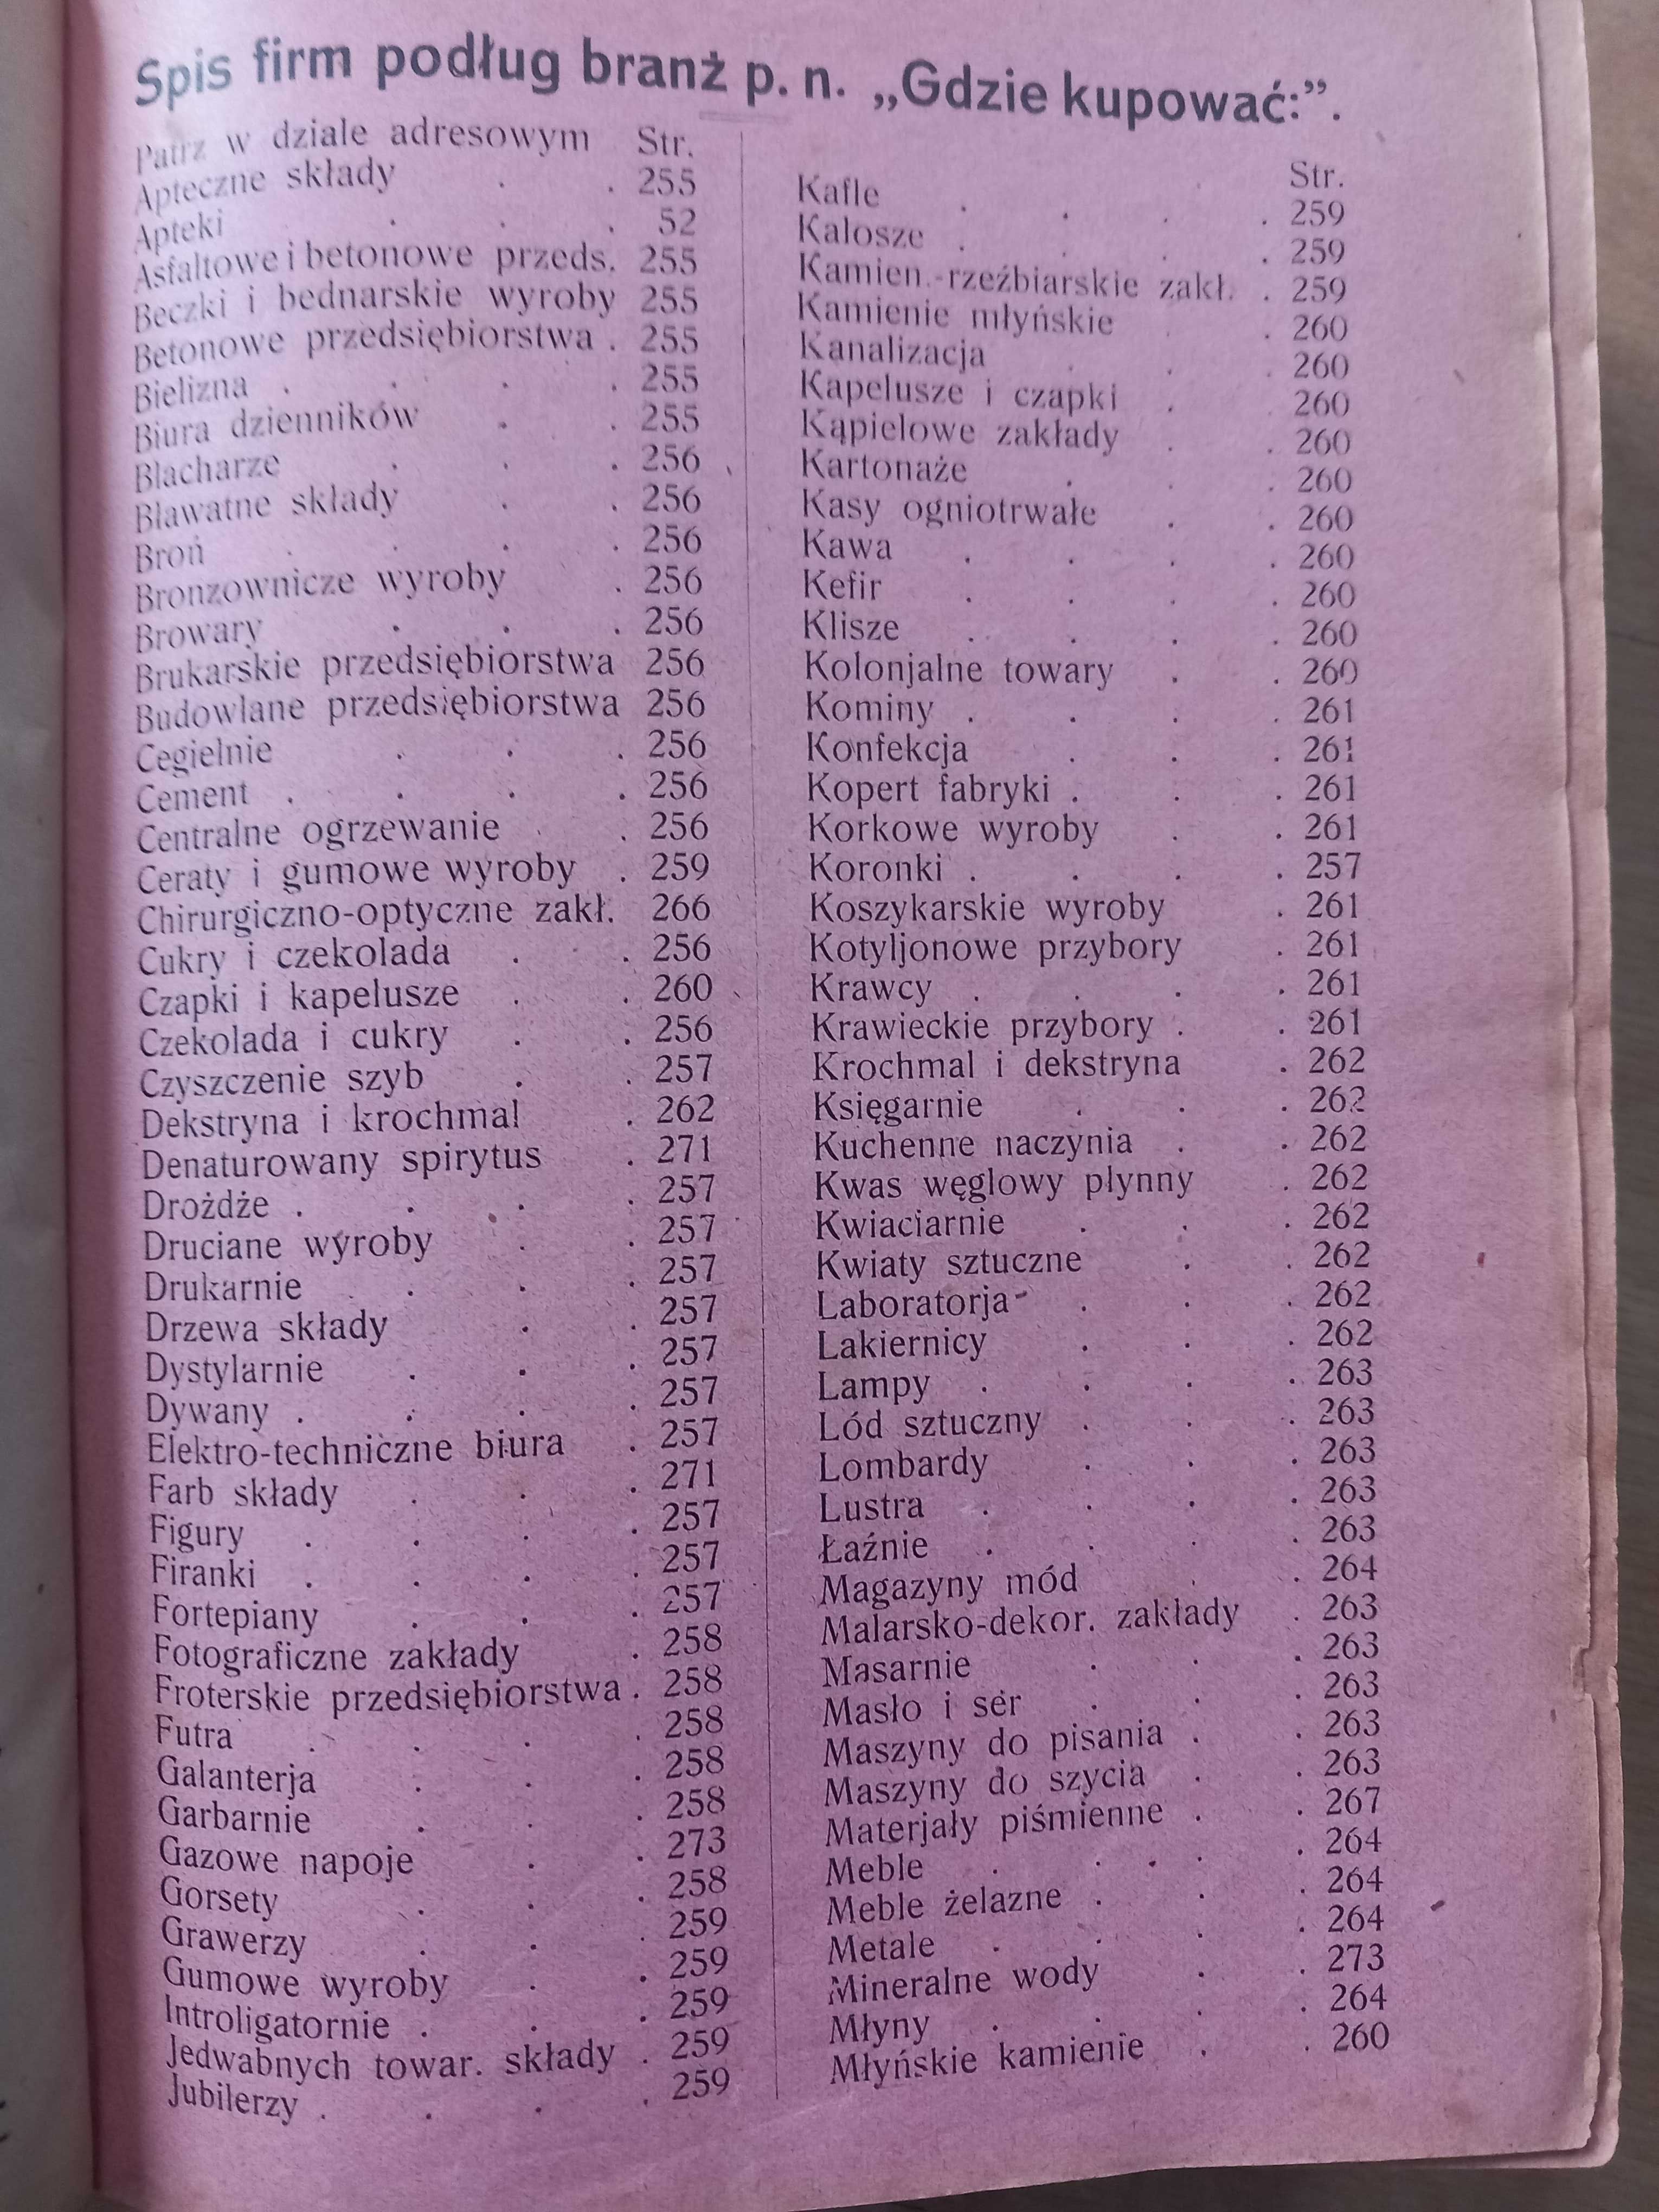 Spis firm podług branż p. n. „Gdzie kupować:”.
Patrz w dziale adresowym Str.
Apteczne składy . . 255
Apteki . . . 52
Asfaltowe i betonowe przeds. 255
Beczki i bednarskie wyroby 255
Betonowe przedsiębiorstwa . 255
Bielizna . . . . 255
Biura dzienników . . 255
Blacharze . . . 256
Bławatne składy . . 256
Broń . . . . 256
Bronzownicze wyroby . 256
Browary . . . 256
Brukarskie przedsiębiorstwa 256
Budowlane przedsiębiorstwa 256
Cegielnie . . . 256
Cement . . . . 256
Centralne ogrzewanie . . 256
Ceraty i gumowe wyroby . 259
Chirurgiczno-optyczne zakł. 266
Cukry i czekolada . . 256
Czapki i kapelusze . . 260
Czekolada i cukry . . 256
Czyszczenie szyb . . 257
Dekstryna i krochmal . 262
Denaturowany spirytus . 271
Drożdże . . . . 257
Druciane wyroby . . 257
Drukarnie . . . . 257
Drzewa składy . . 257
Dystylarnie . . . 257
Dywany . . . . 257
Elektro-techniczne biura . 257
Farb składy . . . 271
Figury . . . . 257
Firanki . . . . 257
Fortepiany . . . 257
Fotograficzne zakłady . 258
Froterskie przedsiębiorstwa . 258
Futra . . . . 258
Galanterja . . . 258
Garbarnie . . . 258
Gazowe napoje . . 273
Gorsety . . . 258
Grawerzy . . . 259
Gumowe wyroby . . 259
Introligatornie . . . 259
Jedwabnych towar. składy . 259
Jubilerzy . . . . 259
Str.
Kafle . . . . 259
Kalosze . . . . 259
Kamien.-rzeźbiarskie zakł. . 259
Kamienie młyńskie . . 260
Kanalizacja . . . 260
Kapelusze i czapki . 260
Kąpielowe zakłady . . 260
Kartonaże . . . 260
Kasy ogniotrwałe . . 260
Kawa . . . . 260
Kefir . . . . 260
Klisze . . . . 260
Kolonjalne towary . . 260
Kominy . . . . 261
Konfekcja . . . 261
Kopert fabryki . . . 261
Korkowe wyroby . . 261
Koronki . . . . 257
Koszykarskie wyroby . 261
Kotyljonowe przybory . 261
Krawcy . . . . 261
Krawieckie przybory . . 261
Krochmal i dekstryna . 262
Księgarnie . . . 262
Kuchenne naczynia . . 262
Kwas węglowy płynny . 262
Kwiaciarnie . . . 262
Kwiaty sztuczne . . 262
Laboratorja . . . 262
Lakiernicy . . . 262
Lampy . . . . 263
Lód sztuczny . . . 263
Lombardy . . . 263
Lustra . . . . 263
Łaźnie . . . . 263
Magazyny mód . . 264
Malarsko-dekor. zakłady . 263
Masarnie . . . 263
Masło i ser . . . 263
Maszyny do pisania . . 263
Maszyny do szycia . . 263
Materjały piśmienne . . 267
Meble . . . . 264
Meble żelazne . . . 264
Metale . . . . 264
Mineralne wody . . 273
Młyny . . . . 264
Młyńskie kamienie . . 260